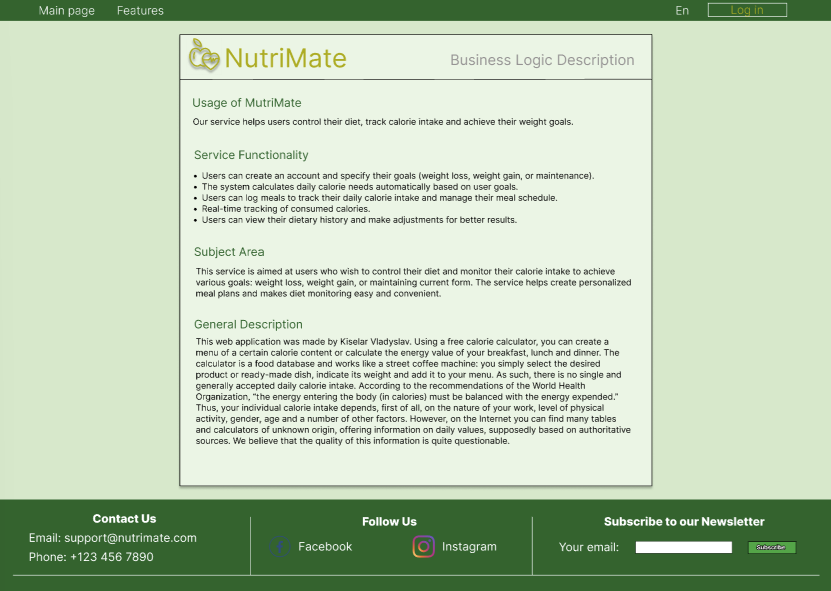 Main page Features En Log in
NutriMate Business Logic Description
Usage of MutriMate
Our service helps users control their diet, track calorie intake and achieve their weight goals.
Service Functionality
• Users can create an account and specify their goals (weight loss, weight gain, or maintenance).
• The system calculates daily calorie needs automatically based on user goals.
• Users can log meals to track their daily calorie intake and manage their meal schedule.
• Real-time tracking of consumed calories.
• Users can view their dietary history and make adjustments for better results.
Subject Area
This service is aimed at users who wish to control their diet and monitor their calorie intake to achieve
various goals: weight loss, weight gain, or maintaining current form. The service helps create personalized
meal plans and makes diet monitoring easy and convenient.
General Description
This web application was made by Kiselar Vladyslav. Using a free calorie calculator, you can create a
menu of a certain calorie content or calculate the energy value of your breakfast, lunch and dinner. The
calculator is a food database and works like a street coffee machine: you simply select the desired
product or ready-made dish, indicate its weight and add it to your menu. As such, there is no single and
generally accepted daily calorie intake. According to the recommendations of the World Health
Organization, “the energy entering the body (in calories) must be balanced with the energy expended.”
Thus, your individual calorie intake depends, first of all, on the nature of your work, level of physical
activity, gender, age and a number of other factors. However, on the Internet you can find many tables
and calculators of unknown origin, offering information on daily values, supposedly based on authoritative
sources. We believe that the quality of this information is quite questionable.
Contact Us
Email: support@nutrimate.com
Phone: +123 456 7890
Follow Us
Facebook Instagram
Subscribe to our Newsletter
Your email: Subscribe